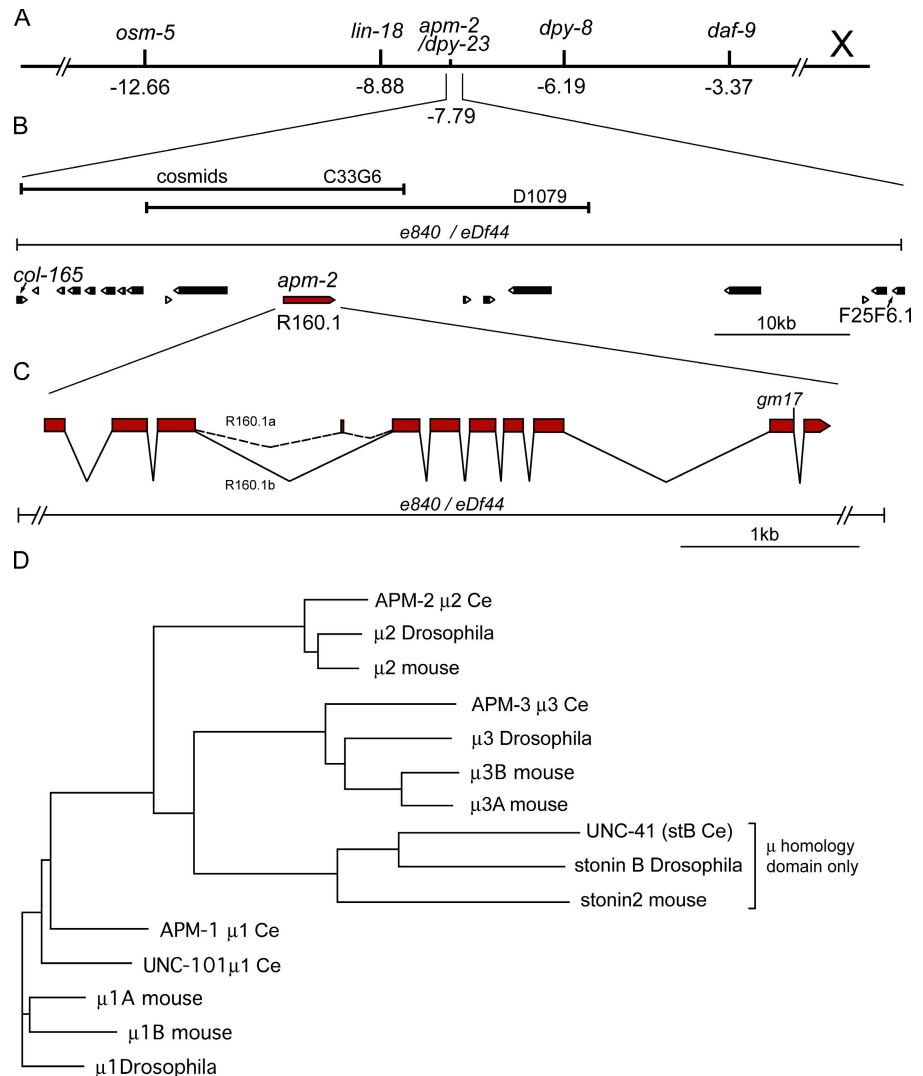 A
osm-5
lin-18
apm-2
/dpy-23
dpy-8
daf-9
X
-12.66
-8.88
-7.79
-6.19
-3.37
B
cosmids
C33G6
D1079
e840 / eDf44
col-165
apm-2
R160.1
10kb
F25F6.1
C
R160.1a
R160.1b
gm17
e840 / eDf44
1kb
D
APM-2 μ2 Ce
μ2 Drosophila
μ2 mouse
APM-3 μ3 Ce
μ3 Drosophila
μ3B mouse
μ3A mouse
UNC-41 (stB Ce)
stonin B Drosophila
stonin2 mouse
μ homology
domain only
APM-1 μ1 Ce
UNC-101μ1 Ce
μ1A mouse
μ1B mouse
μ1Drosophila